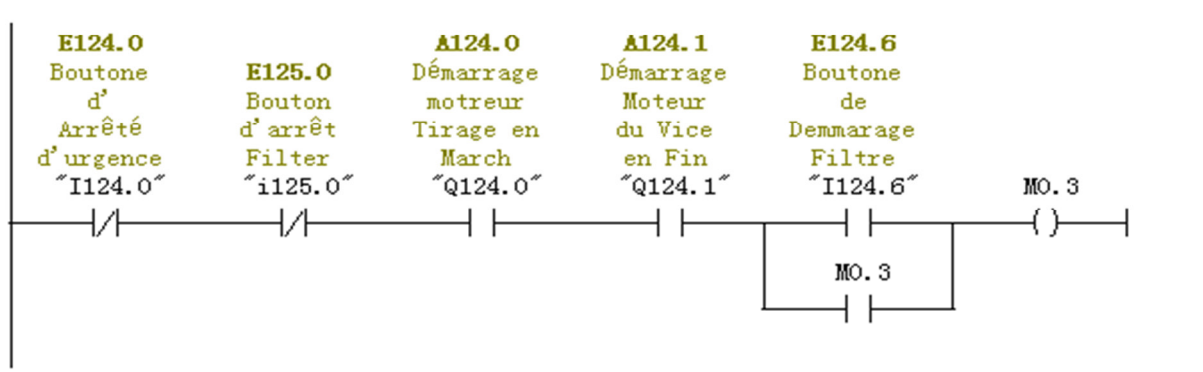 E124.0
Boutone
d'
Arrêté
d'urgence
"I124.0"
E125.0
Bouton
d'arrêt
Filter
"i125.0"
A124.0
Démarrage
motreur
Tirage en
March
"Q124.0"
A124.1
Démarrage
Moteur
du Vice
en Fin
"Q124.1"
E124.6
Boutone
de
Demmarage
Filtre
"I124.6"
M0.3
M0.3